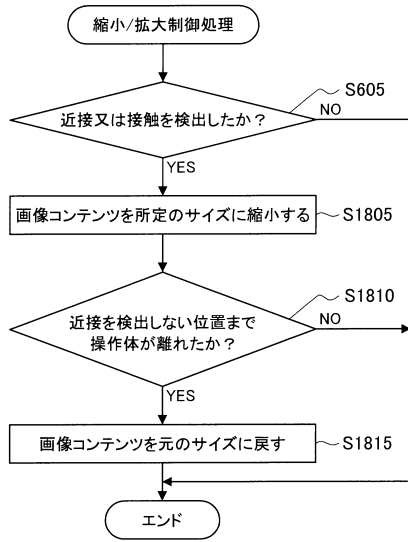 縮小/拡大制御処理
S605
近接又は接触を検出したか？
NO
YES
画像コンテンツを所定のサイズに縮小する
S1805
S1810
近接を検出しない位置まで
操作体が離れたか？
NO
YES
画像コンテンツを元のサイズに戻す
S1815
エンド